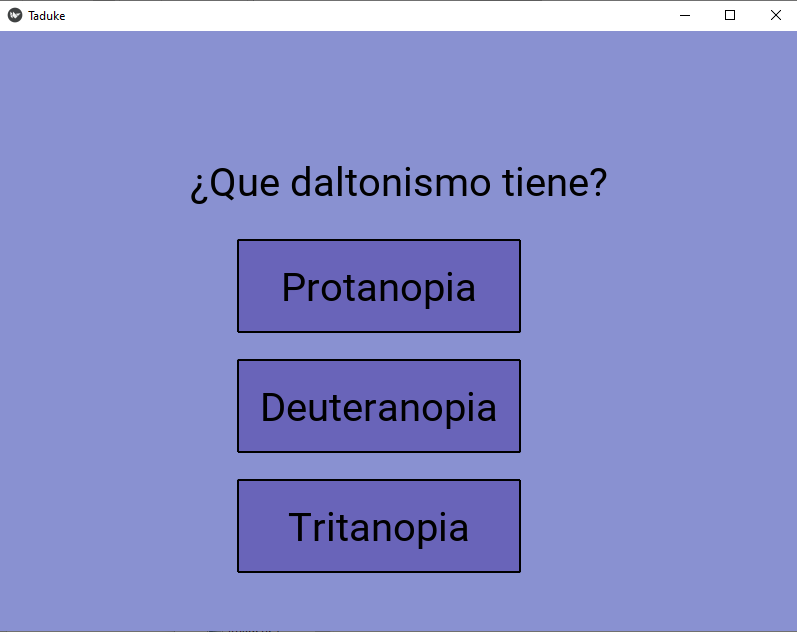 Taduke
¿Que daltonismo tiene?
Protanopia
Deuteranopia
Tritanopia